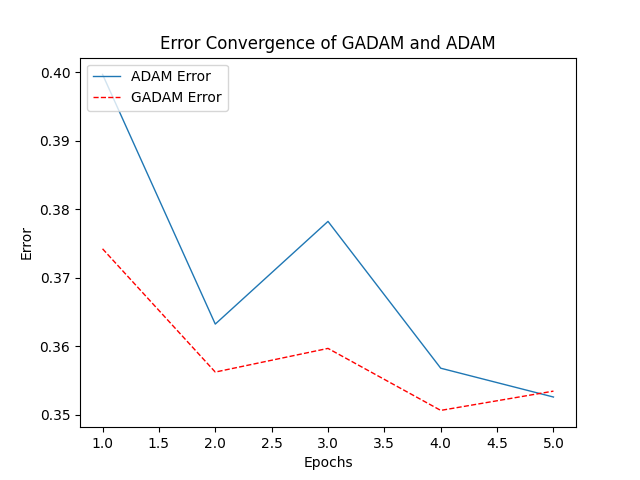 Error Convergence of GADAM and ADAM
ADAM Error
GADAM Error
Error
0.40
0.39
0.38
0.37
0.36
0.35
1.0 1.5 2.0 2.5 3.0 3.5 4.0 4.5 5.0
Epochs